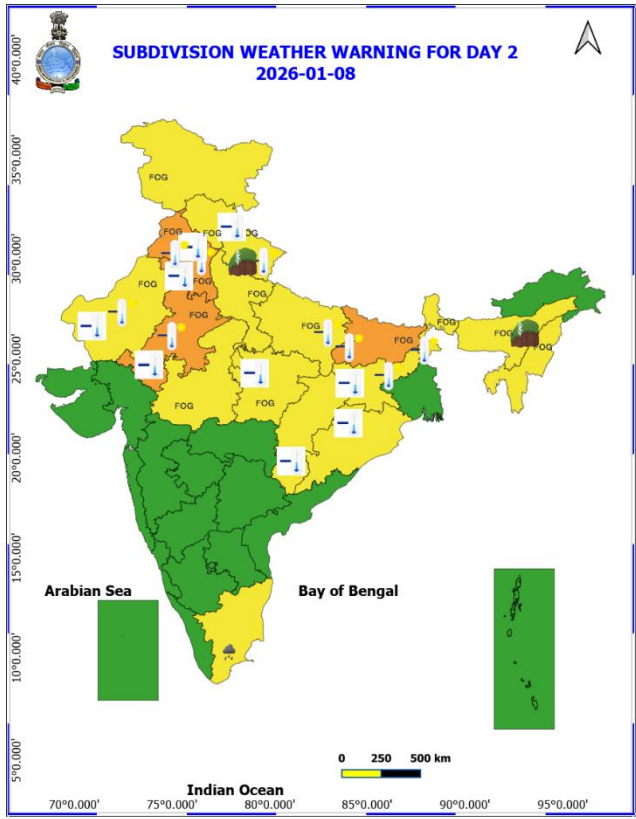 SUBDIVISION WEATHER WARNING FOR DAY 2
2026-01-08
40°0.000'
35°0.000'
30°0.000'
25°0.000'
20°0.000'
15°0.000'
10°0.000'
5°0.000'
FOG
FOG
FOG
FOG
FOG
FOG
FOG
FOG
FOG
FOG
FOG
FOG
FOG
FOG
Arabian Sea
Bay of Bengal
0 250 500 km
Indian Ocean
70°0.000' 75°0.000' 80°0.000' 85°0.000' 90°0.000' 95°0.000'